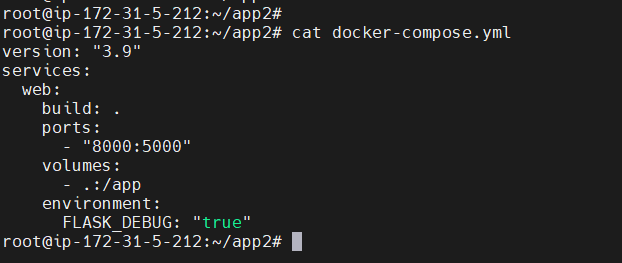 root@ip-172-31-5-212:~/app2#
root@ip-172-31-5-212:~/app2# cat docker-compose.yml
version: "3.9"
services:
  web:
    build: .
    ports:
      - "8000:5000"
    volumes:
      - .:/app
    environment:
      FLASK_DEBUG: "true"
root@ip-172-31-5-212:~/app2#